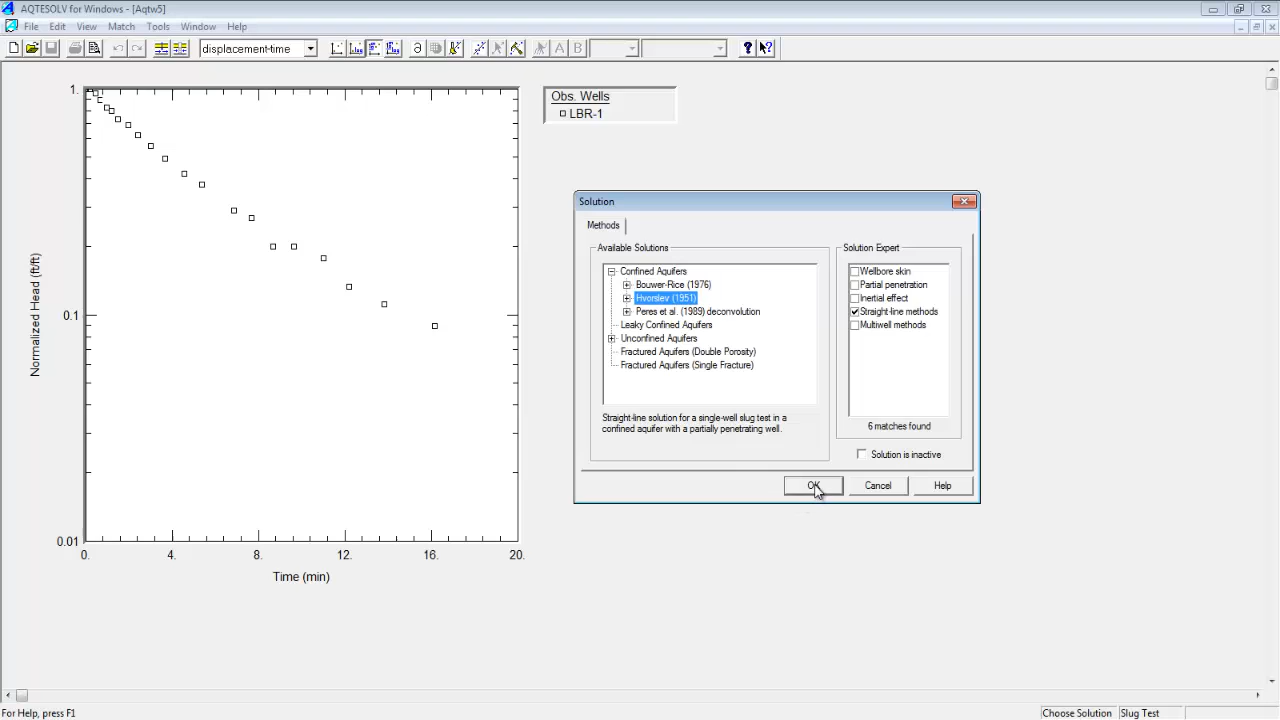 AQTESOLV for Windows - [Aqtw5]
File Edit View Match Tools Window Help
displacement-time
Obs. Wells
LBR-1
1.
0.1
0.01
0. 4. 8. 12. 16. 20.
Time (min)
Normalized Head (ft/ft)
Solution
Methods
Available Solutions
Confined Aquifers
Bouwer-Rice (1976)
Hvorslev (1951)
Peres et al. (1989) deconvolution
Leaky Confined Aquifers
Unconfined Aquifers
Fractured Aquifers (Double Porosity)
Fractured Aquifers (Single Fracture)
Straight-line solution for a single-well slug test in a
confined aquifer with a partially penetrating well.
Solution Expert
Wellbore skin
Partial penetration
Inertial effect
Straight-line methods
Multiwell methods
6 matches found
Solution is inactive
OK Cancel Help
For Help, press F1
Choose Solution Slug Test